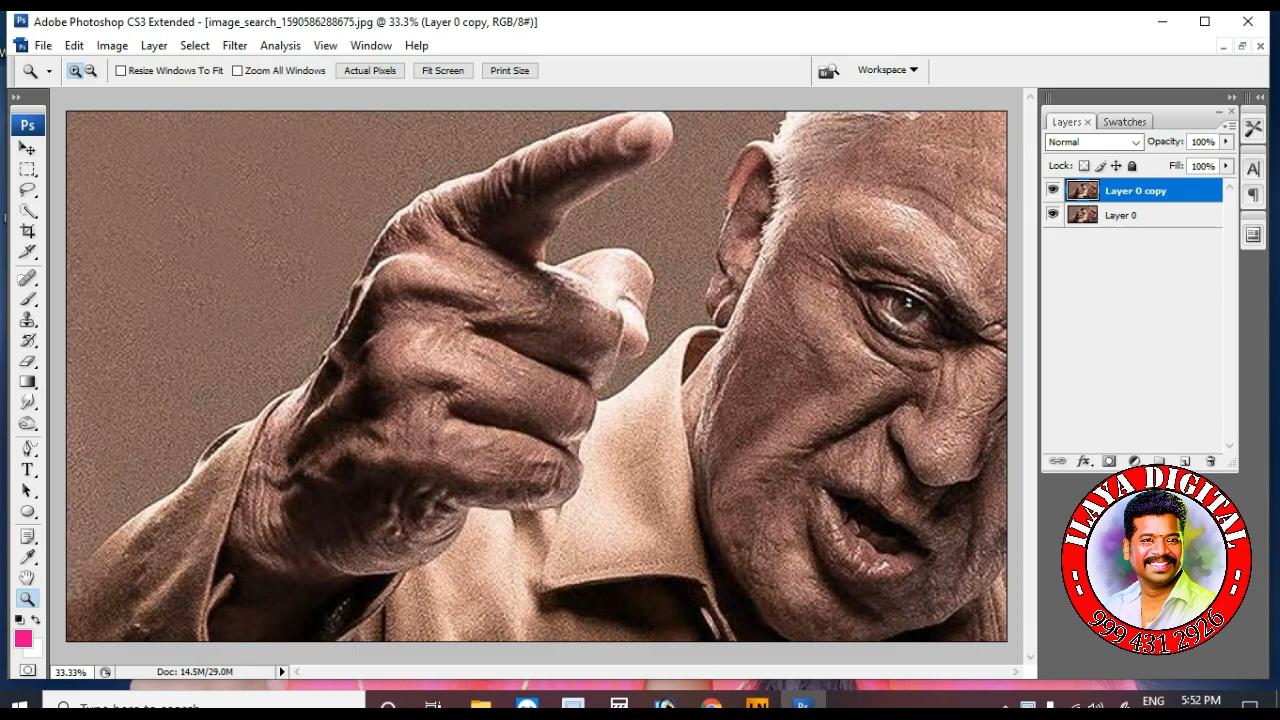 Ps Adobe Photoshop CS3 Extended - [image_search_1590586288675.jpg @ 33.3% (Layer 0 copy, RGB/8#)]
File Edit Image Layer Select Filter Analysis View Window Help
Resize Windows To Fit Zoom All Windows Actual Pixels Fit Screen Print Size Br Workspace
Ps
Layers Swatches
Normal Opacity: 100%
Lock: Fill: 100%
Layer 0 copy
Layer 0
T
A
ILAYA DIGITAL
999 431 2926
33.33% Doc: 14.5M/29.0M
ENG 5:52 PM